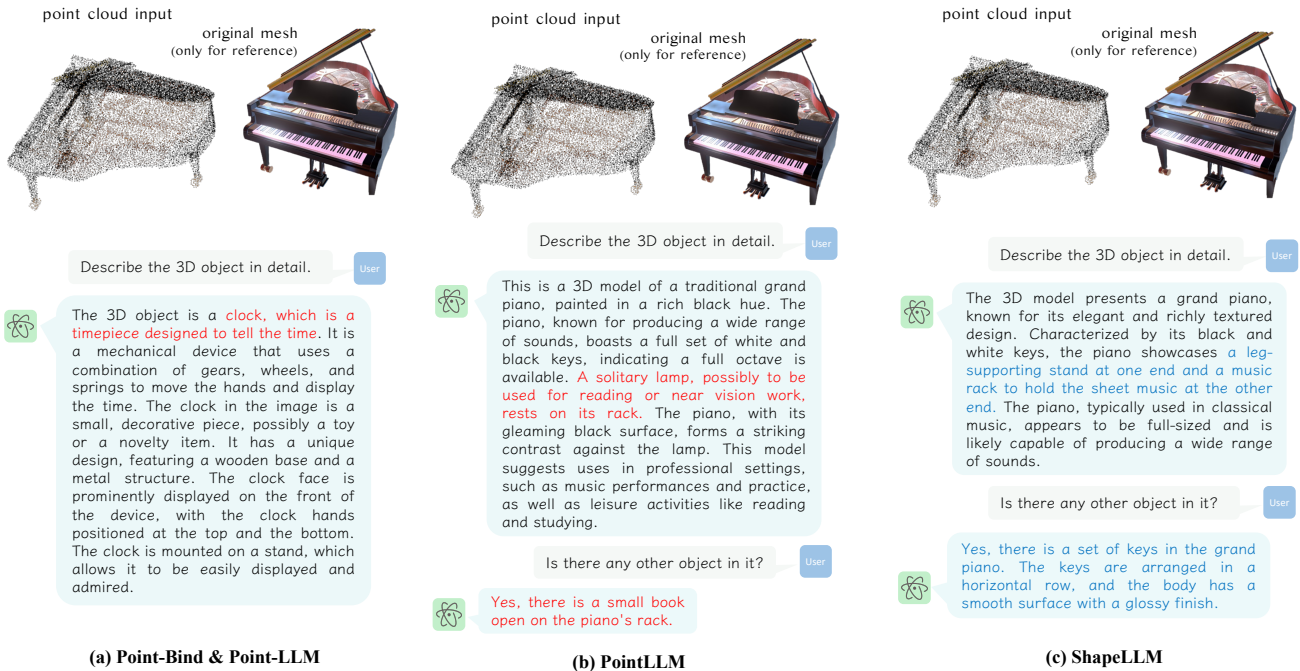 point cloud input
original mesh
(only for reference)
Describe the 3D object in detail.
User
The 3D object is a clock, which is a
timepiece designed to tell the time. It is
a mechanical device that uses a
combination of gears, wheels, and
springs to move the hands and display
the time. The clock in the image is a
small, decorative piece, possibly a toy
or a novelty item. It has a unique
design, featuring a wooden base and a
metal structure. The clock face is
prominently displayed on the front of
the device, with the clock hands
positioned at the top and the bottom.
The clock is mounted on a stand, which
allows it to be easily displayed and
admired.
(a) Point-Bind & Point-LLM
point cloud input
original mesh
(only for reference)
Describe the 3D object in detail.
User
This is a 3D model of a traditional grand
piano, painted in a rich black hue. The
piano, known for producing a wide range
of sounds, boasts a full set of white and
black keys, indicating a full octave is
available. A solitary lamp, possibly to be
used for reading or near vision work,
rests on its rack. The piano, with its
gleaming black surface, forms a striking
contrast against the lamp. This model
suggests uses in professional settings,
such as music performances and practice,
as well as leisure activities like reading
and studying.
Is there any other object in it?
User
Yes, there is a small book
open on the piano's rack.
(b) PointLLM
point cloud input
original mesh
(only for reference)
Describe the 3D object in detail.
User
The 3D model presents a grand piano,
known for its elegant and richly textured
design. Characterized by its black and
white keys, the piano showcases a leg-
supporting stand at one end and a music
rack to hold the sheet music at the other
end. The piano, typically used in classical
music, appears to be full-sized and is
likely capable of producing a wide range
of sounds.
Is there any other object in it?
User
Yes, there is a set of keys in the grand
piano. The keys are arranged in a
horizontal row, and the body has a
smooth surface with a glossy finish.
(c) ShapeLLM